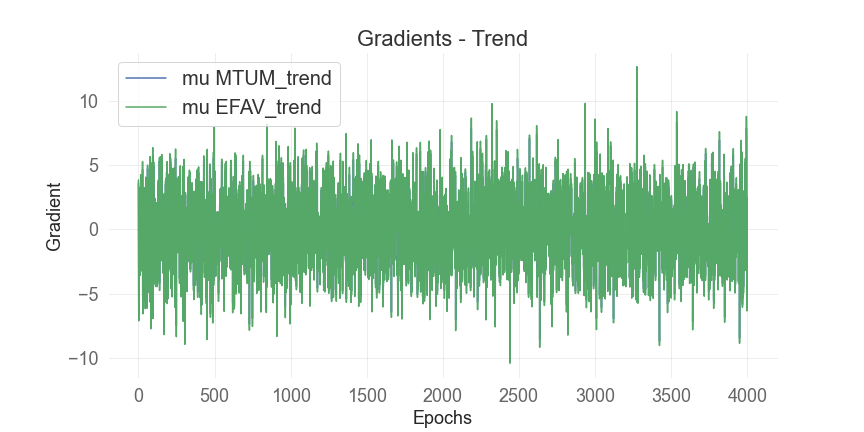 Gradients - Trend
mu MTUM_trend
mu EFAV_trend
Gradient
10
5
0
−5
−10
0 500 1000 1500 2000 2500 3000 3500 4000
Epochs